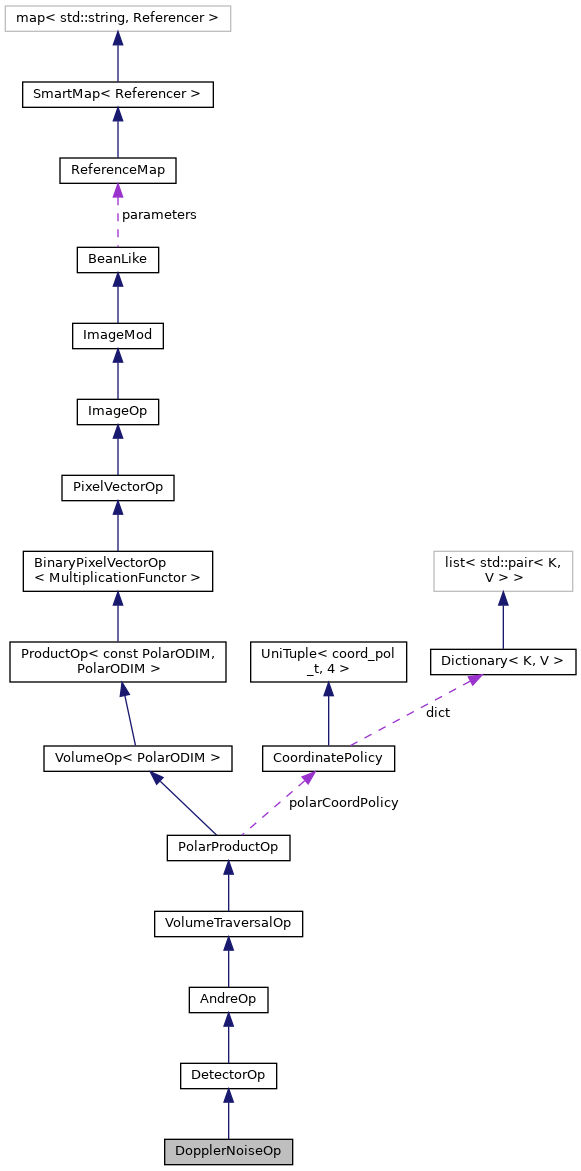 map< std::string, Referencer >
SmartMap< Referencer >
ReferenceMap
parameters
BeanLike
ImageMod
ImageOp
PixelVectorOp
BinaryPixelVectorOp
< MultiplicationFunctor >
list< std::pair< K,
V > >
ProductOp< const PolarODIM,
PolarODIM >
UniTuple< coord_pol
_t, 4 >
Dictionary< K, V >
dict
VolumeOp< PolarODIM >
CoordinatePolicy
polarCoordPolicy
PolarProductOp
VolumeTraversalOp
AndreOp
DetectorOp
DopplerNoiseOp